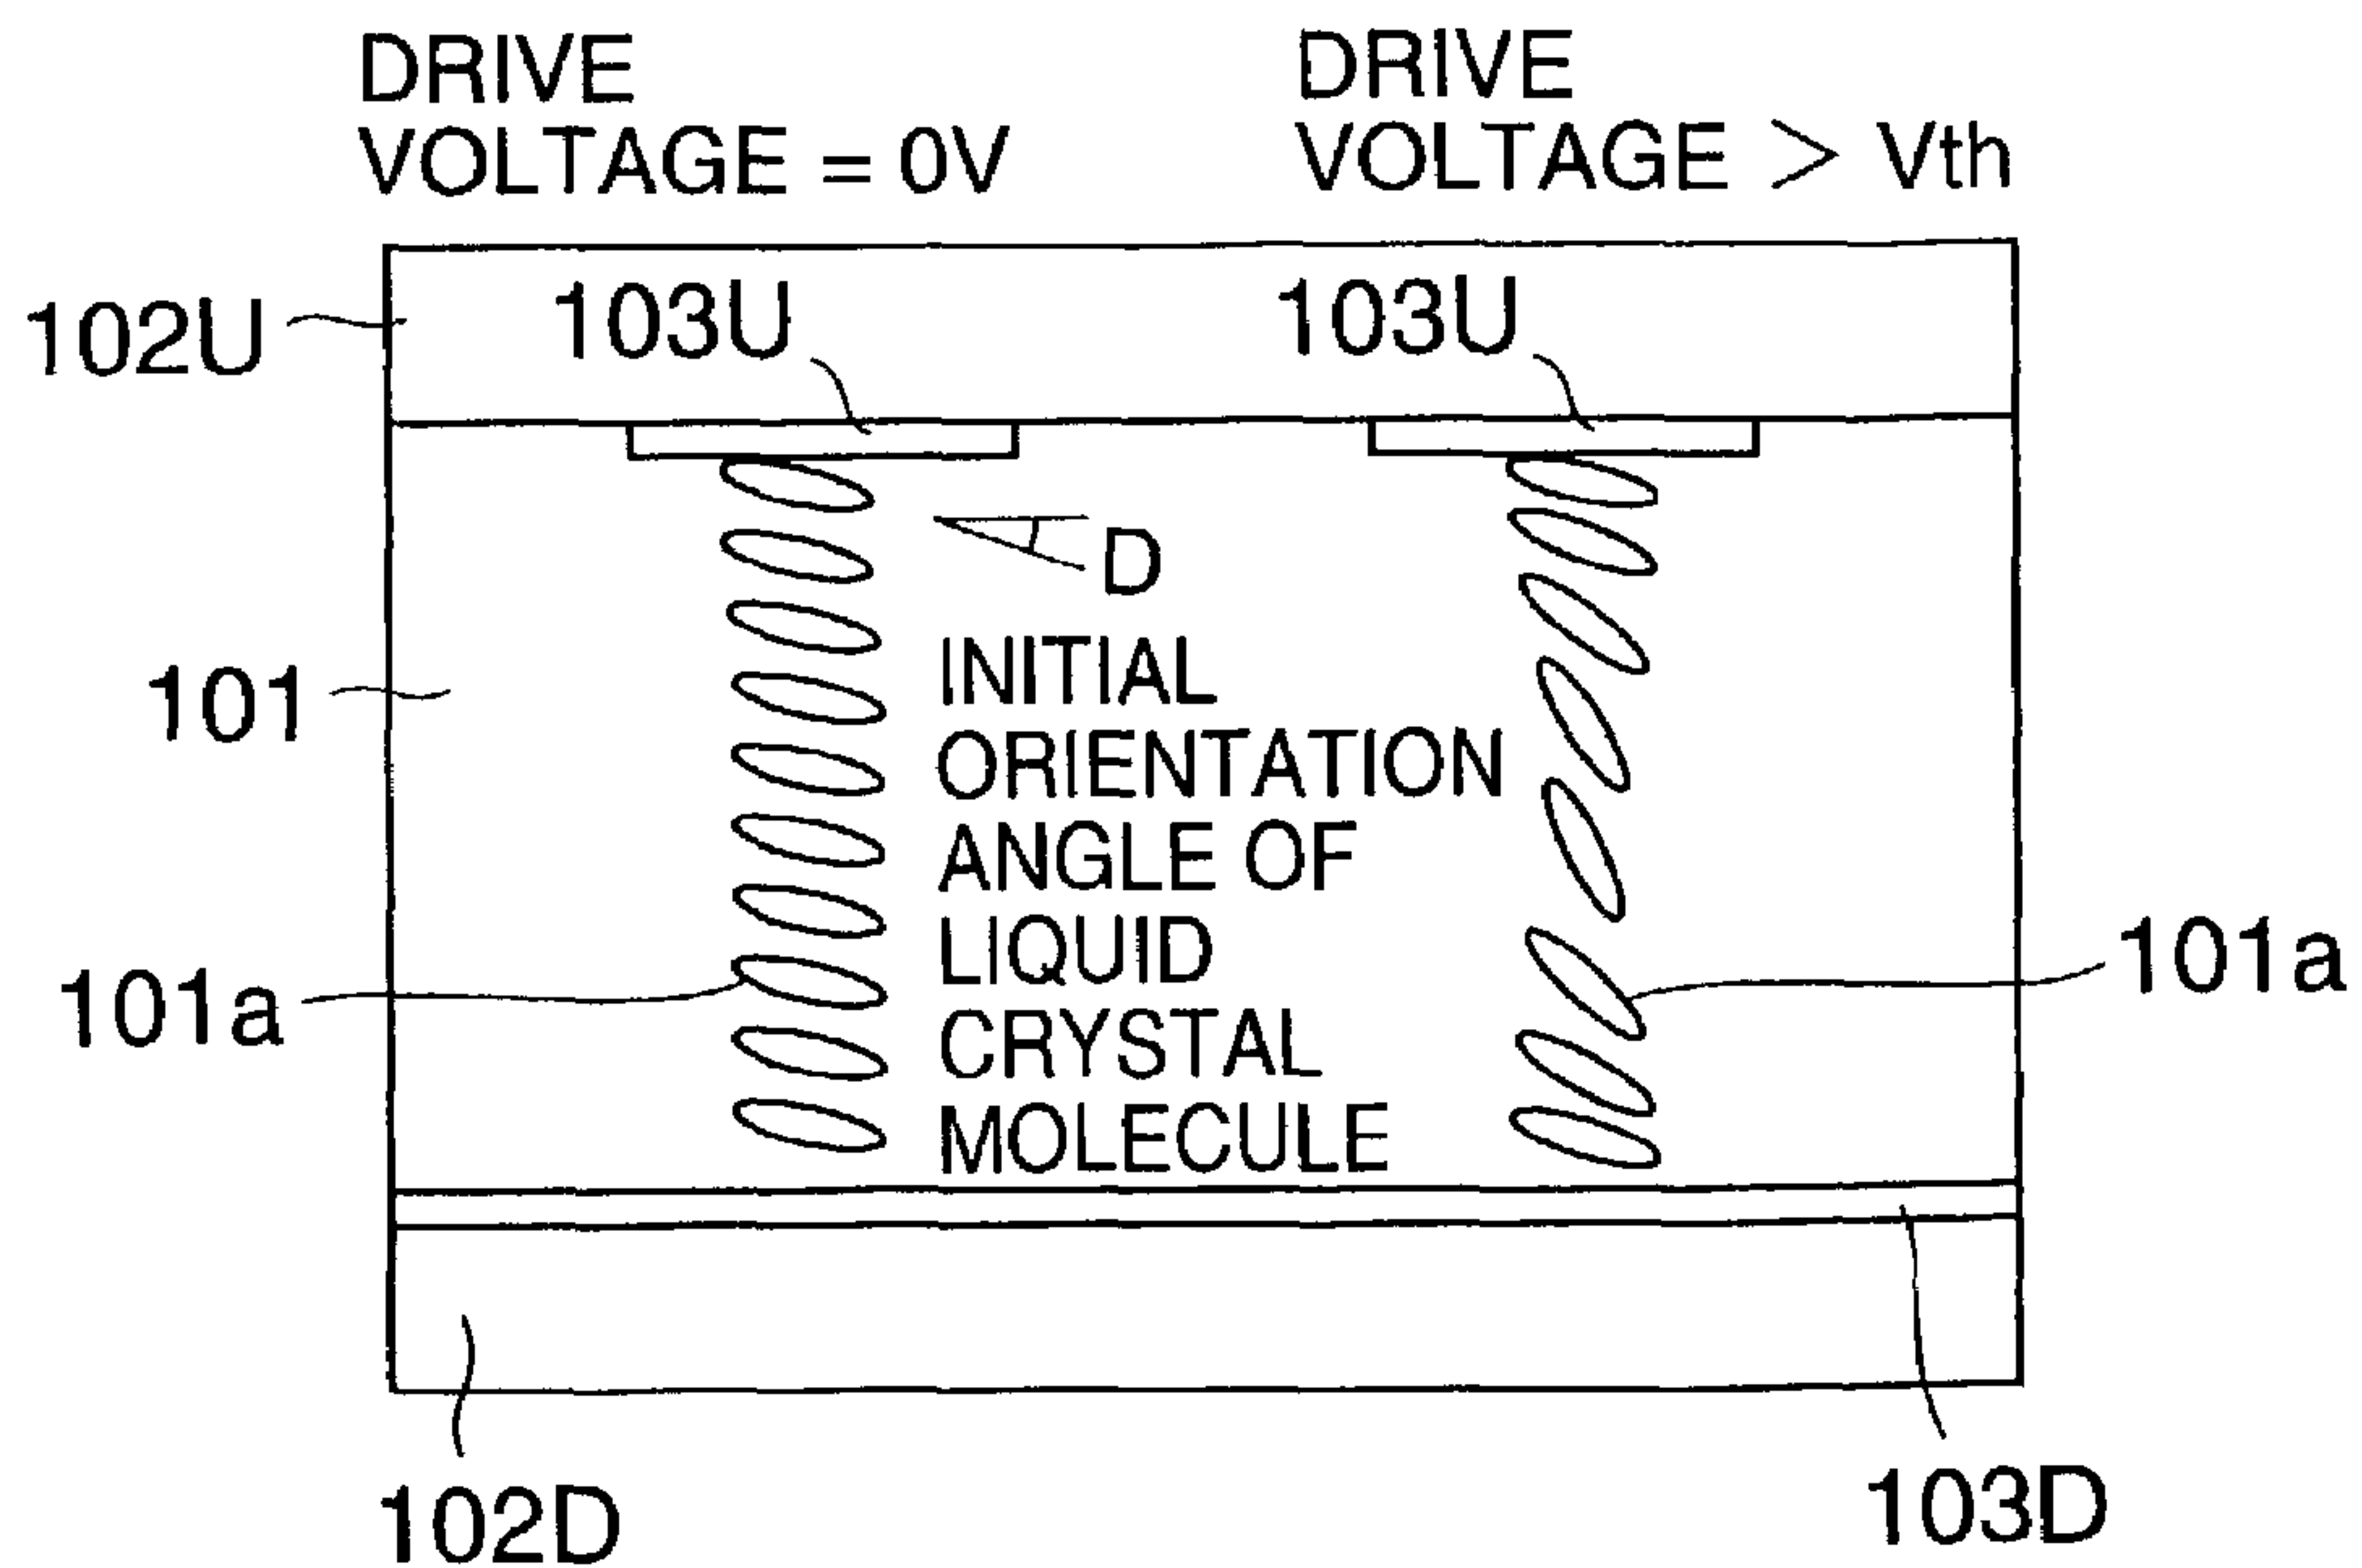 DRIVE
VOLTAGE = 0V
DRIVE
VOLTAGE > Vth
102U
103U
103U
D
101
INITIAL
ORIENTATION
ANGLE OF
LIQUID
CRYSTAL
MOLECULE
101a
101a
102D
103D